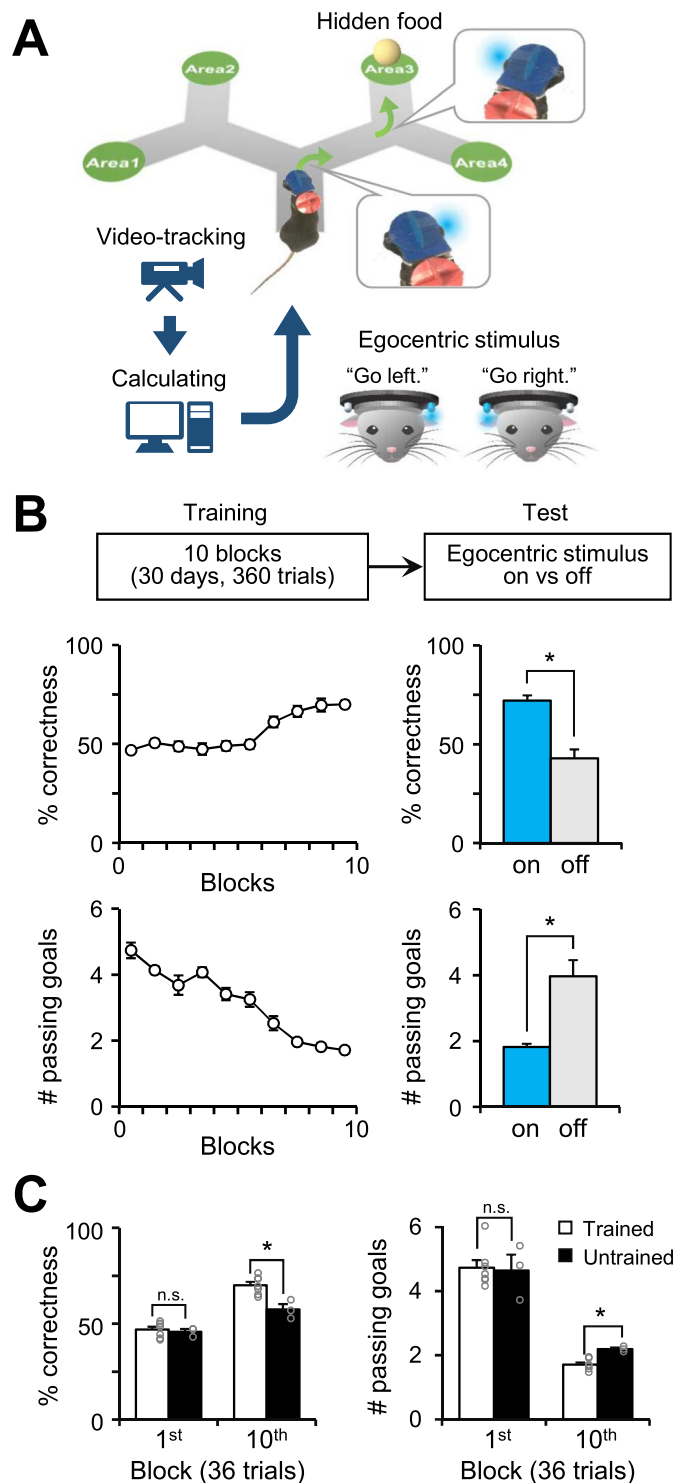 A
Hidden food
Area2
Area3
Area1
Area4
Video-tracking
Calculating
Egocentric stimulus
“Go left.”
“Go right.”
B
Training
Test
10 blocks
(30 days, 360 trials)
Egocentric stimulus
on vs off
% correctness
100
50
0
0
10
Blocks
% correctness
100
50
0
*
on
off
# passing goals
6
4
2
0
0
10
Blocks
# passing goals
6
4
2
0
*
on
off
C
% correctness
100
50
0
n.s.
*
1st
10th
Block (36 trials)
# passing goals
6
4
2
0
n.s.
*
Trained
Untrained
1st
10th
Block (36 trials)